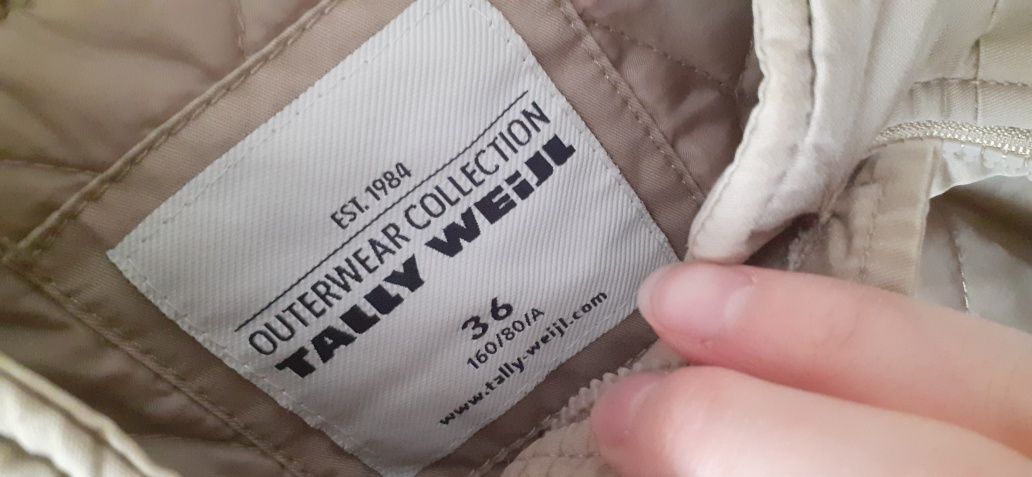 EST. 1984
OUTERWEAR COLLECTION
TALLY WEiJL
36
160/80/A
www.tally-weijl.com